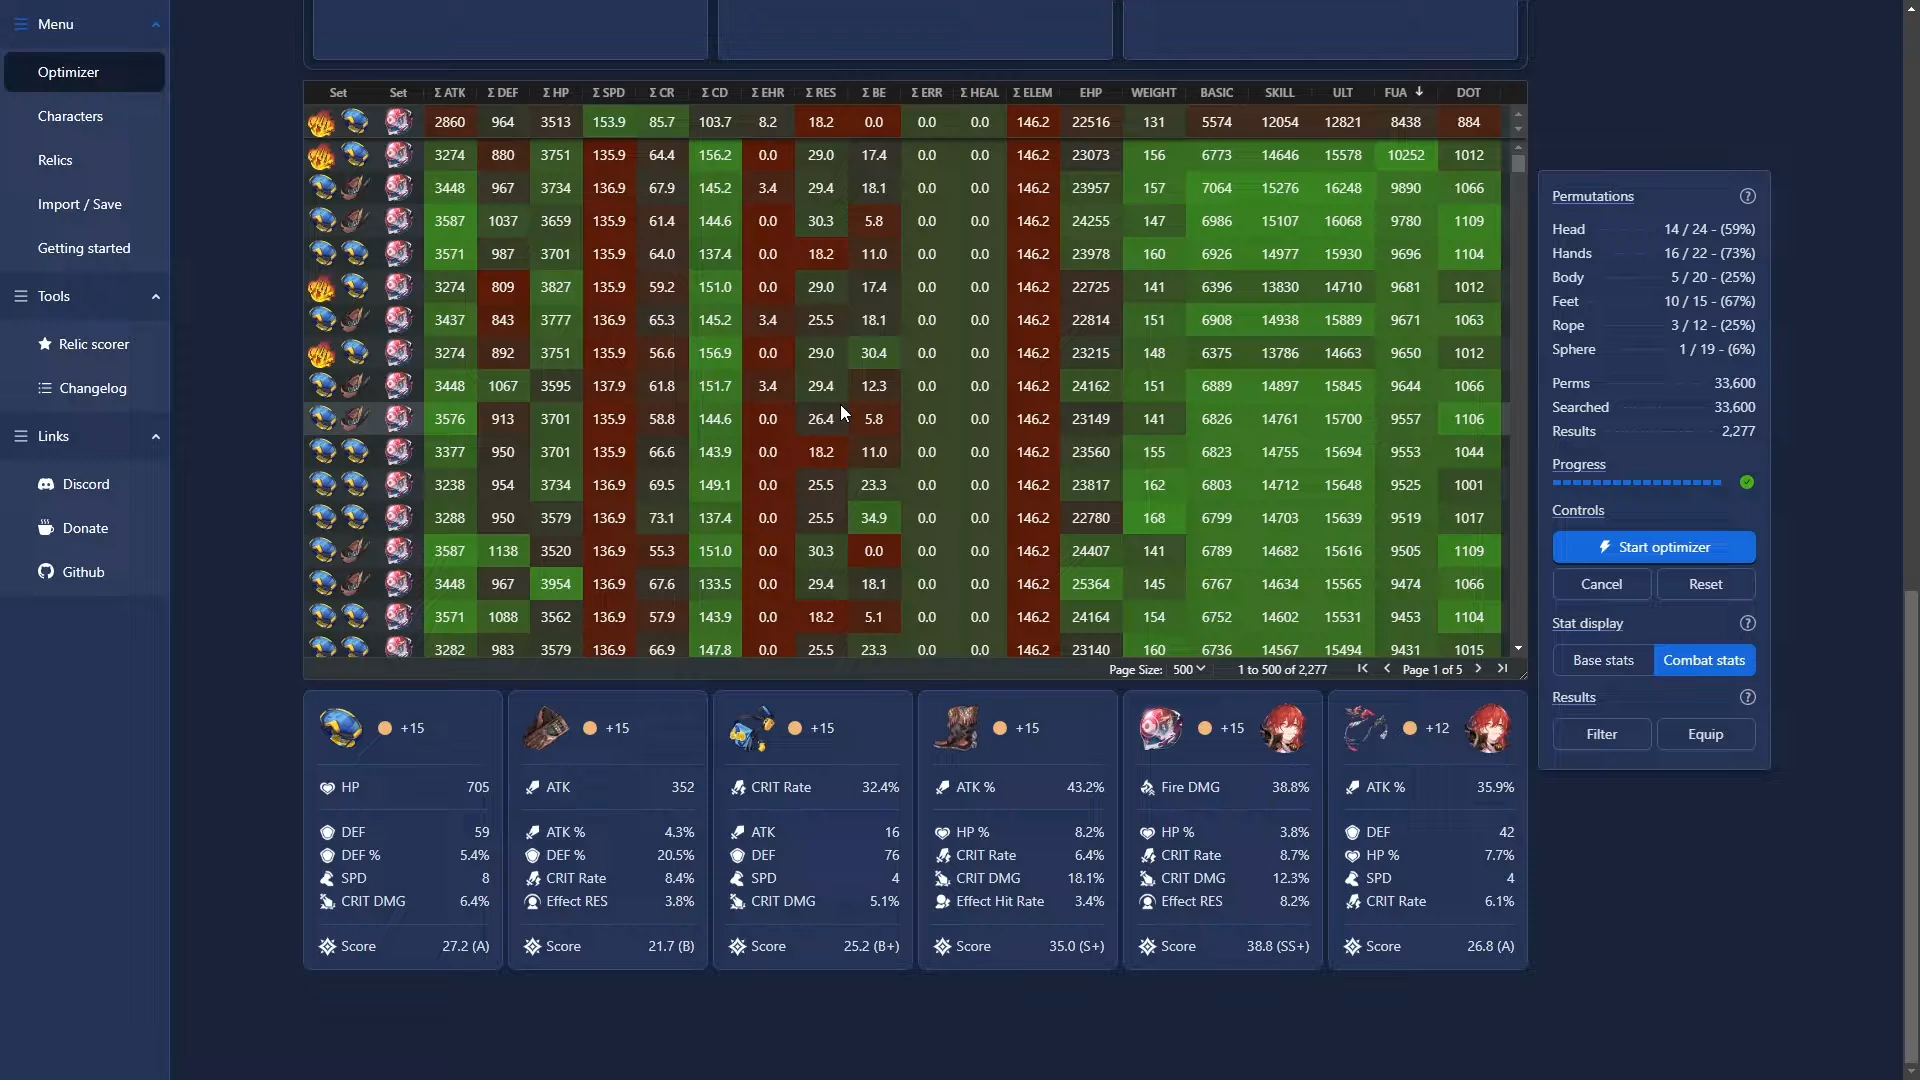 Menu
Optimizer
Characters
Relics
Import / Save
Getting started
Tools
Relic scorer
Changelog
Links
Discord
Donate
Github
Set Set Σ ATK Σ DEF Σ HP Σ SPD Σ CR Σ CD Σ EHR Σ RES Σ BE Σ ERR Σ HEAL Σ ELEM EHP WEIGHT BASIC SKILL ULT FUA DOT
2860 964 3513 153.9 85.7 103.7 8.2 18.2 0.0 0.0 0.0 146.2 22516 131 5574 12054 12821 8438 884
3274 880 3751 135.9 64.4 156.2 0.0 29.0 17.4 0.0 0.0 146.2 23073 156 6773 14646 15578 10252 1012
3448 967 3734 136.9 67.9 145.2 3.4 29.4 18.1 0.0 0.0 146.2 23957 157 7064 15276 16248 9890 1066
3587 1037 3659 135.9 61.4 144.6 0.0 30.3 5.8 0.0 0.0 146.2 24255 147 6986 15107 16068 9780 1109
3571 987 3701 135.9 64.0 137.4 0.0 18.2 11.0 0.0 0.0 146.2 23978 160 6926 14977 15930 9696 1104
3274 809 3827 135.9 59.2 151.0 0.0 29.0 17.4 0.0 0.0 146.2 22725 141 6396 13830 14710 9681 1012
3437 843 3777 136.9 65.3 145.2 3.4 25.5 18.1 0.0 0.0 146.2 22814 151 6908 14938 15889 9671 1063
3274 892 3751 135.9 56.6 156.9 0.0 29.0 30.4 0.0 0.0 146.2 23215 148 6375 13786 14663 9650 1012
3448 1067 3595 137.9 61.8 151.7 3.4 29.4 12.3 0.0 0.0 146.2 24162 151 6889 14897 15845 9644 1066
3576 913 3701 135.9 58.8 144.6 0.0 26.4 5.8 0.0 0.0 146.2 23149 141 6826 14761 15700 9557 1106
3377 950 3701 135.9 66.6 143.9 0.0 18.2 11.0 0.0 0.0 146.2 23560 155 6823 14755 15694 9553 1044
3238 954 3734 136.9 69.5 149.1 0.0 25.5 23.3 0.0 0.0 146.2 23817 162 6803 14712 15648 9525 1001
3288 950 3579 136.9 73.1 137.4 0.0 25.5 34.9 0.0 0.0 146.2 22780 168 6799 14703 15639 9519 1017
3587 1138 3520 136.9 55.3 151.0 0.0 30.3 0.0 0.0 0.0 146.2 24407 141 6789 14682 15616 9505 1109
3448 967 3954 136.9 67.6 133.5 3.4 29.4 18.1 0.0 0.0 146.2 25364 145 6767 14634 15565 9474 1066
3571 1088 3562 136.9 57.9 143.9 0.0 18.2 5.1 0.0 0.0 146.2 24164 154 6752 14602 15531 9453 1104
3282 983 3579 136.9 66.9 147.8 0.0 25.5 23.3 0.0 0.0 146.2 23140 160 6736 14567 15494 9431 1015
Page Size: 500 1 to 500 of 2,277 Page 1 of 5
+15
HP 705
DEF 59
DEF % 5.4%
SPD 8
CRIT DMG 6.4%
Score 27.2 (A)
+15
ATK 352
ATK % 4.3%
DEF % 20.5%
CRIT Rate 8.4%
Effect RES 3.8%
Score 21.7 (B)
+15
CRIT Rate 32.4%
ATK 16
DEF 76
SPD 4
CRIT DMG 5.1%
Score 25.2 (B+)
+15
ATK % 43.2%
HP % 8.2%
CRIT Rate 6.4%
CRIT DMG 18.1%
Effect Hit Rate 3.4%
Score 35.0 (S+)
+15
Fire DMG 38.8%
HP % 3.8%
CRIT Rate 8.7%
CRIT DMG 12.3%
Effect RES 8.2%
Score 38.8 (SS+)
+12
ATK % 35.9%
DEF 42
HP % 7.7%
SPD 4
CRIT Rate 6.1%
Score 26.8 (A)
Permutations ?
Head 14 / 24 - (59%)
Hands 16 / 22 - (73%)
Body 5 / 20 - (25%)
Feet 10 / 15 - (67%)
Rope 3 / 12 - (25%)
Sphere 1 / 19 - (6%)
Perms 33,600
Searched 33,600
Results 2,277
Progress
Controls
Start optimizer
Cancel Reset
Stat display ?
Base stats Combat stats
Results ?
Filter Equip